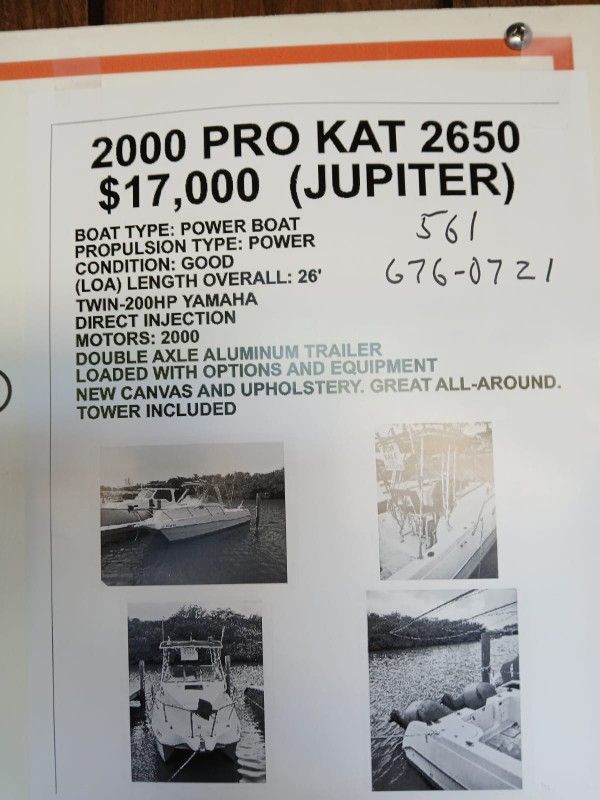 2000 PRO KAT 2650
$17,000 (JUPITER)
BOAT TYPE: POWER BOAT
PROPULSION TYPE: POWER
CONDITION: GOOD
(LOA) LENGTH OVERALL: 26'
TWIN-200HP YAMAHA
DIRECT INJECTION
MOTORS: 2000
DOUBLE AXLE ALUMINUM TRAILER
LOADED WITH OPTIONS AND EQUIPMENT
NEW CANVAS AND UPHOLSTERY. GREAT ALL-AROUND.
TOWER INCLUDED
561
676-0721